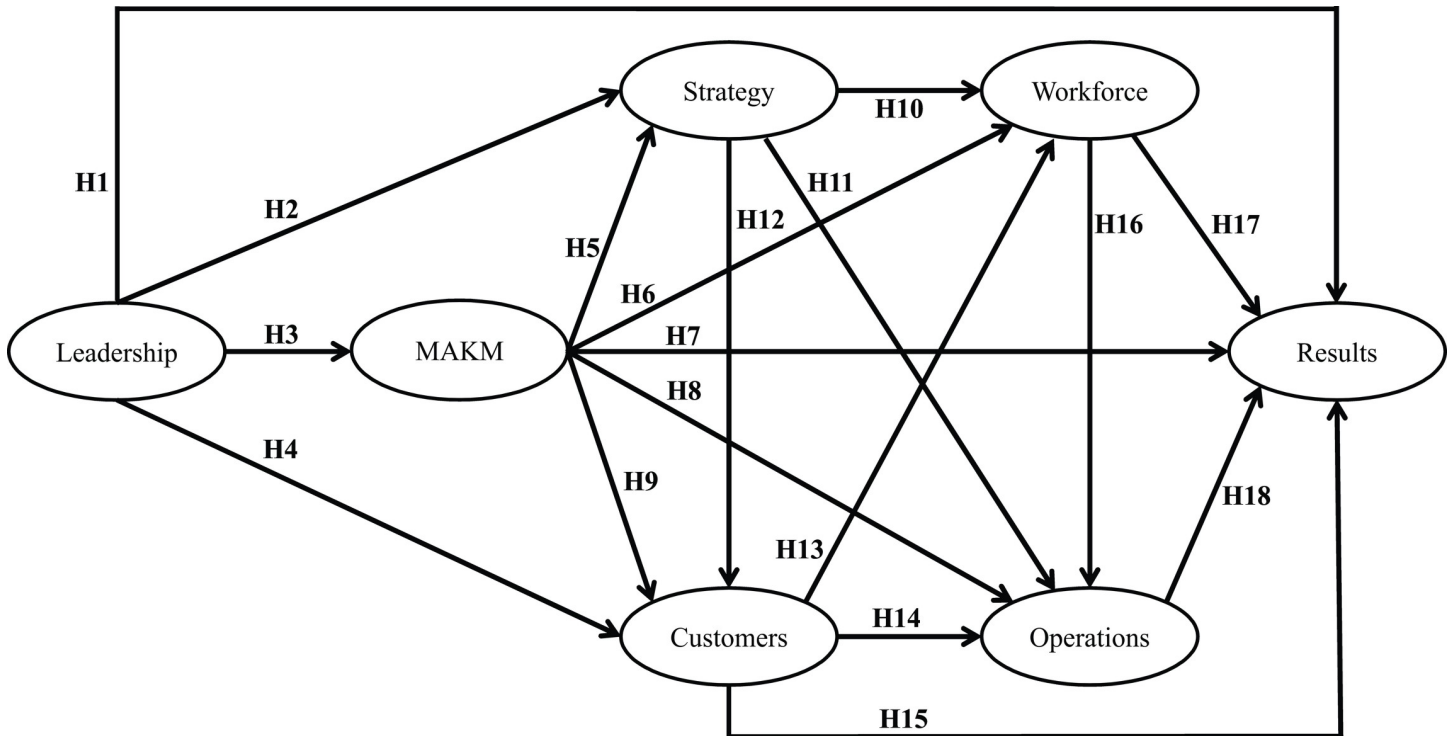 Strategy
Workforce
H10
H1
H11
H2
H12
H16
H17
H5
H6
H3
H7
Leadership
MAKM
Results
H8
H4
H9
H18
H13
H14
Customers
Operations
H15